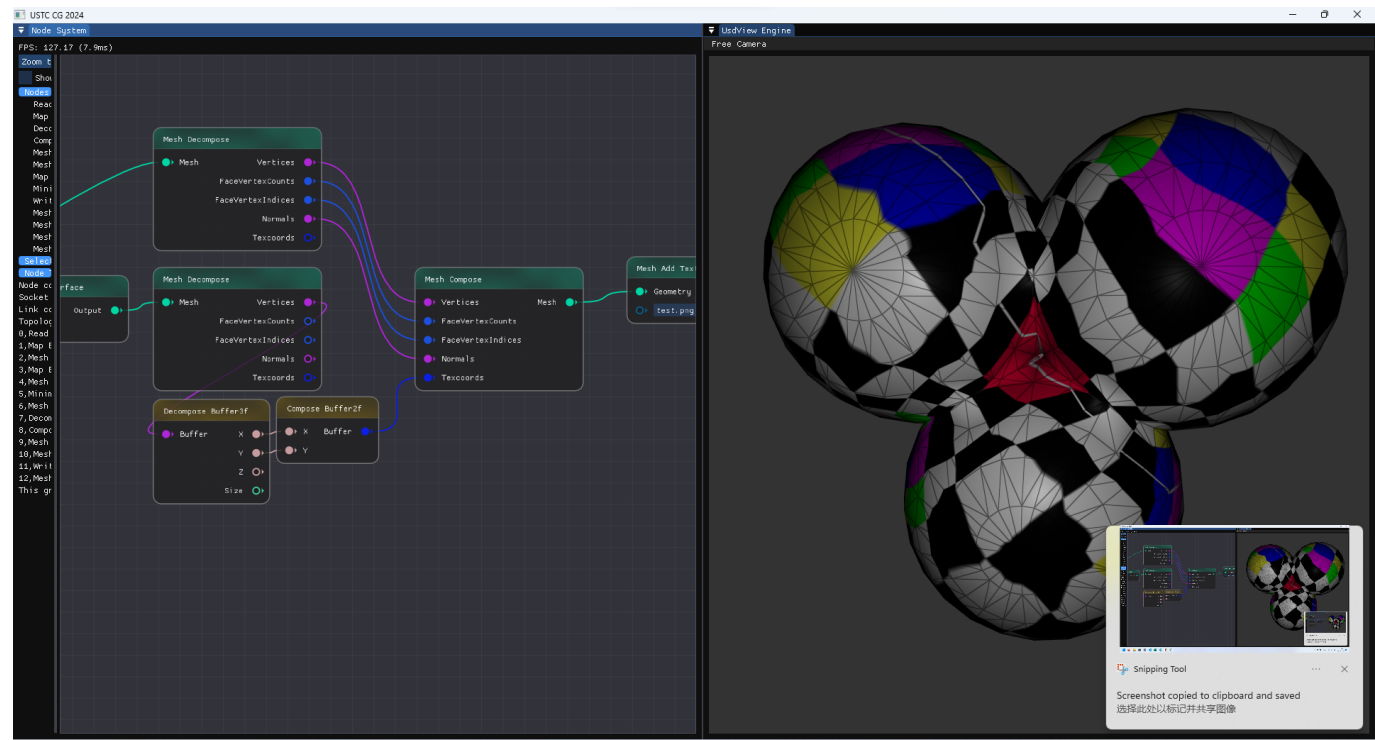 USTC CG 2024
Node System
FPS: 127.17 (7.9ms)
Zoom t
Nodes
Read
Map
Deco
Comp
Mesh
Mesh
Map
Mini
Writ
Mesh
Mesh
Mesh
Mesh
Selec
Node T
Node co
Socket
Link co
Topolog
0,Read
1,Map B
2,Mesh
3,Map B
4,Mesh
5,Minim
6,Mesh
7,Decom
8,Compo
9,Mesh
10,Mesh
11,Writ
12,Mesh
This gr
Mesh Decompose
Mesh Vertices
FaceVertexCounts
FaceVertexIndices
Normals
Texcoords
rface
Output
Mesh Decompose
Mesh Vertices
FaceVertexCounts
FaceVertexIndices
Normals
Texcoords
Decompose Buffer3f
Buffer X
Y
Z
Size
Compose Buffer2f
X Buffer
Y
Mesh Compose
Vertices Mesh
FaceVertexCounts
FaceVertexIndices
Normals
Texcoords
Mesh Add Tex
Geometry
test.png
UsdView Engine
Free Camera
Snipping Tool
Screenshot copied to clipboard and saved
选择此处以标记并共享图像